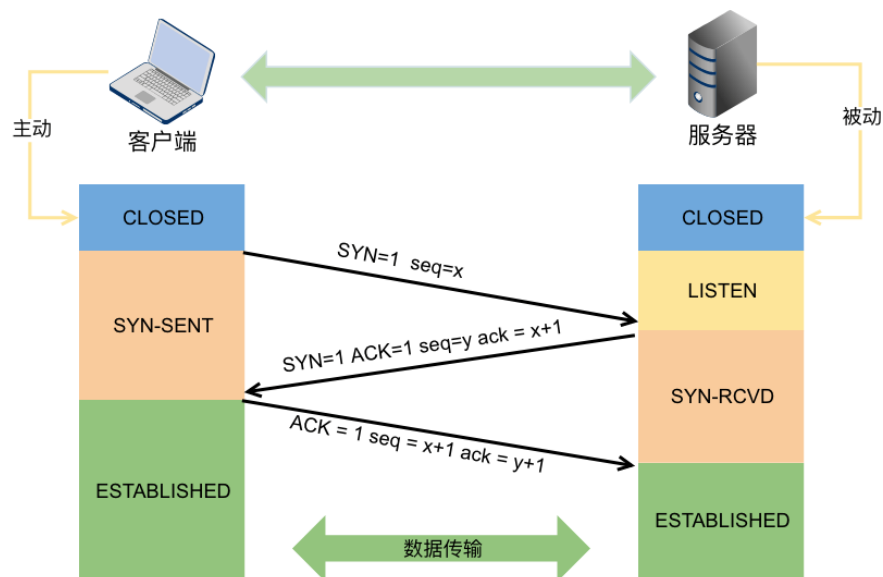 主动
客户端
服务器
被动
CLOSED
CLOSED
SYN=1 seq=x
LISTEN
SYN-SENT
SYN=1 ACK=1 seq=y ack = x+1
SYN-RCVD
ACK = 1 seq = x+1 ack = y+1
ESTABLISHED
ESTABLISHED
数据传输